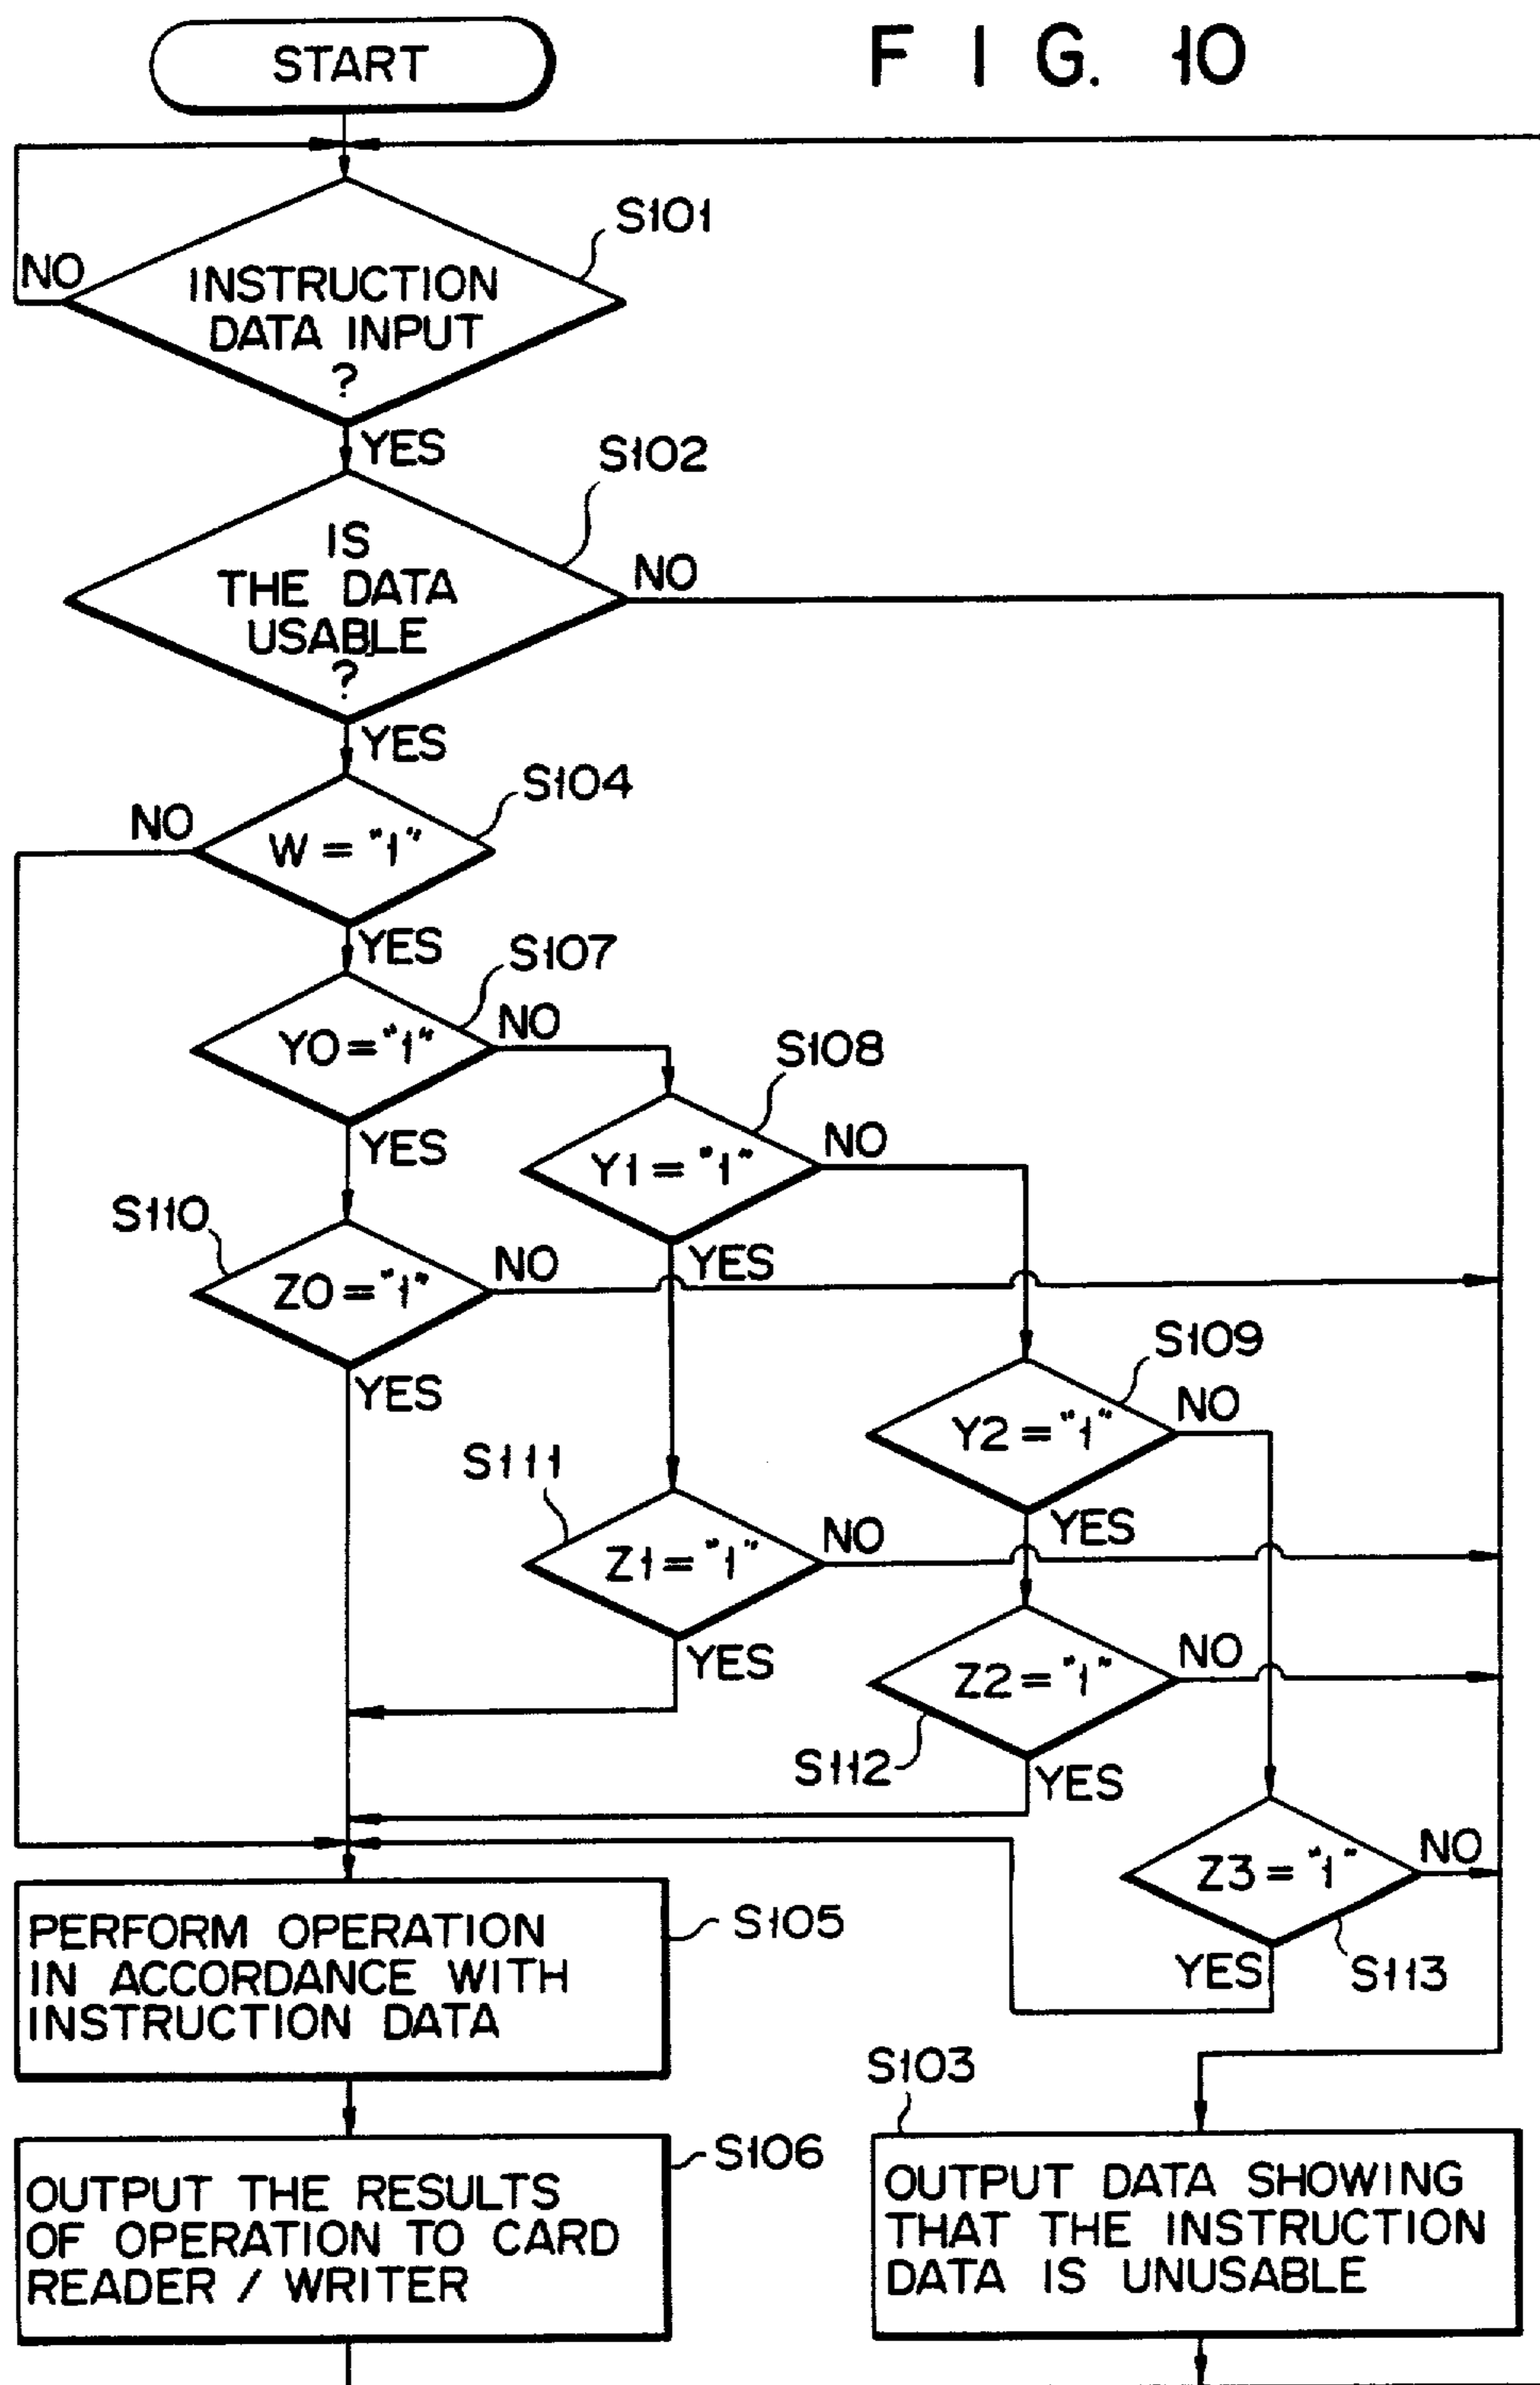 START
F I G. 10
S101
NO
INSTRUCTION
DATA INPUT
?
YES
S102
IS
THE DATA
USABLE
?
NO
YES
S104
NO
W = "1"
YES
S107
Y0 = "1"
NO
S108
YES
Y1 = "1"
NO
S110
YES
Z0 = "1"
NO
S109
YES
Y2 = "1"
NO
S111
YES
Z1 = "1"
NO
YES
Z2 = "1"
NO
S112
YES
Z3 = "1"
NO
YES
S113
PERFORM OPERATION
IN ACCORDANCE WITH
INSTRUCTION DATA
S105
S103
S106
OUTPUT THE RESULTS
OF OPERATION TO CARD
READER / WRITER
OUTPUT DATA SHOWING
THAT THE INSTRUCTION
DATA IS UNUSABLE